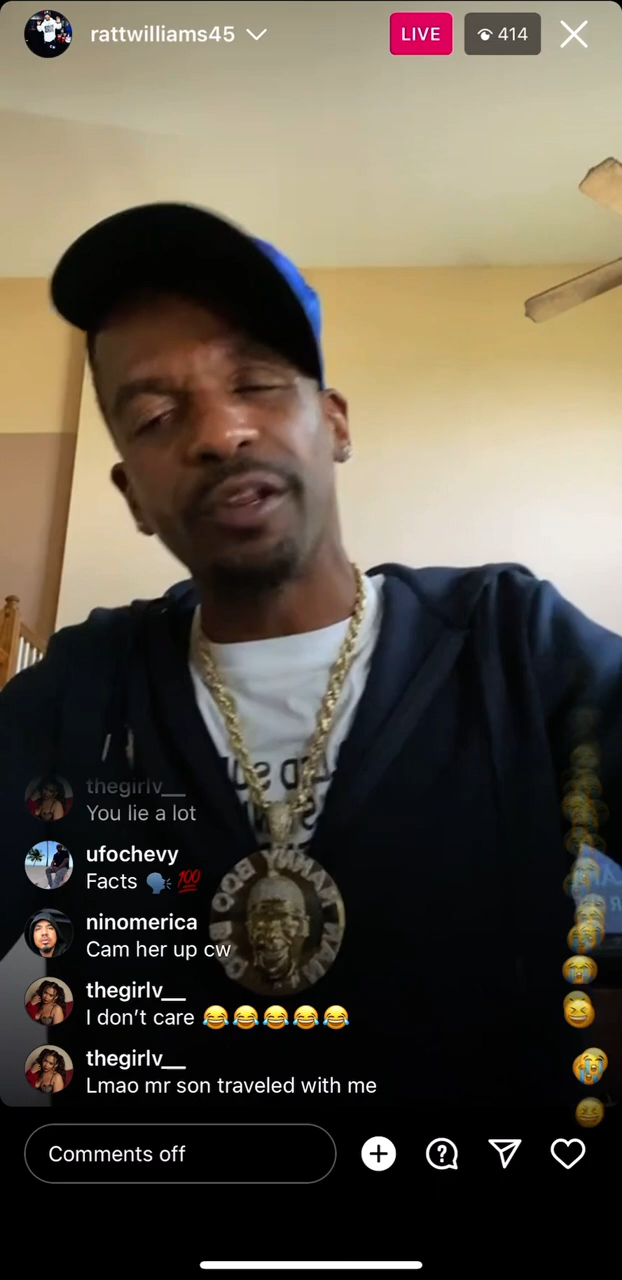 rattwilliams45
LIVE
414
thegirlv__
You lie a lot
ufochevy
Facts 🗣️ 💯
ninomerica
Cam her up cw
thegirlv__
I don’t care 😂😂😂😂😂
thegirlv__
Lmao mr son traveled with me
Comments off